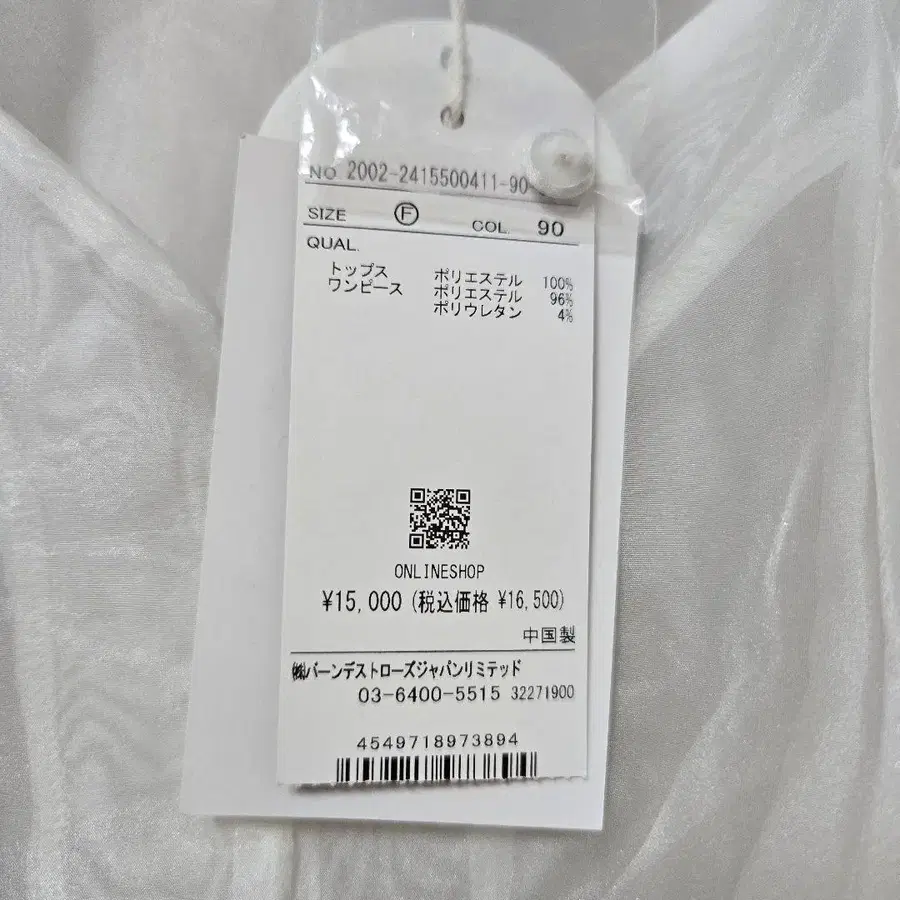 NO 2002-2415500411-90-
SIZE Ⓕ COL. 90
QUAL.
トップス ポリエステル 100%
ワンピース ポリエステル 96%
ポリウレタン 4%
ONLINESHOP
¥15,000 (税込価格 ¥16,500)
中国製
㈱バーンデストローズジャパンリミテッド
03-6400-5515 32271900
4549718973894